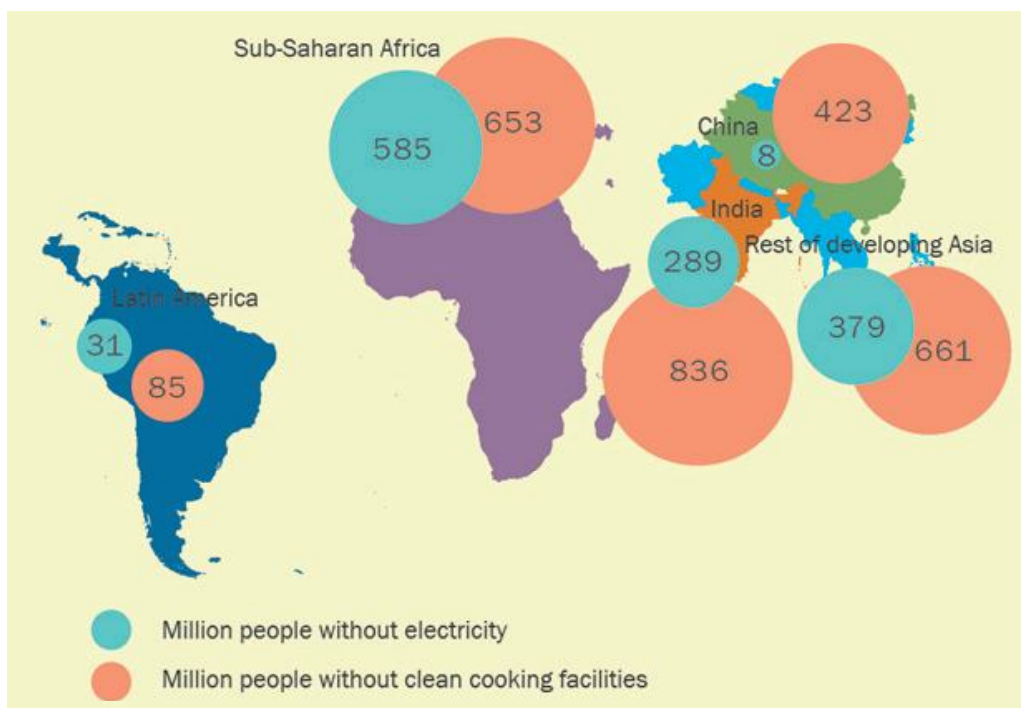 Sub-Saharan Africa
585
653
423
China
8
India
289
Rest of developing Asia
379
661
836
Latin America
31
85
Million people without electricity
Million people without clean cooking facilities